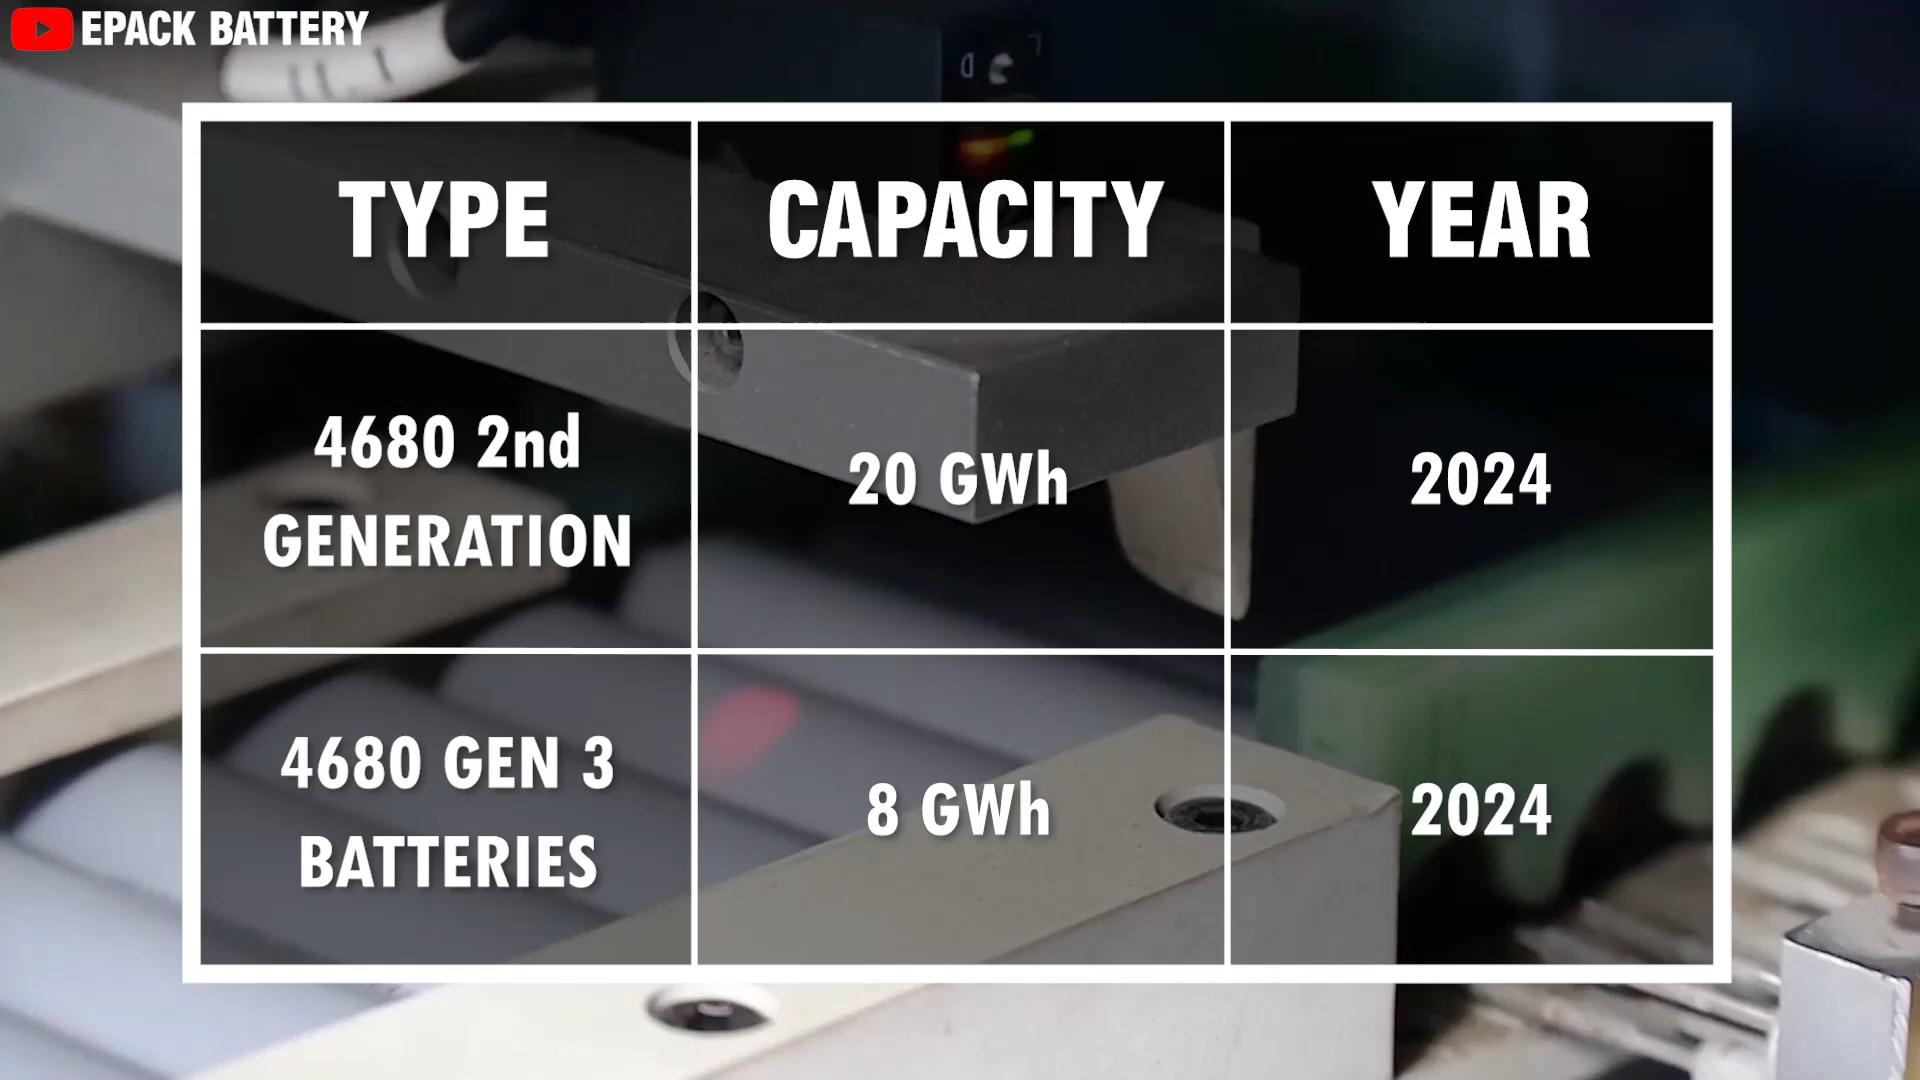 EPACK BATTERY
TYPE
CAPACITY
YEAR
4680 2nd
GENERATION
20 GWh
2024
4680 GEN 3
BATTERIES
8 GWh
2024